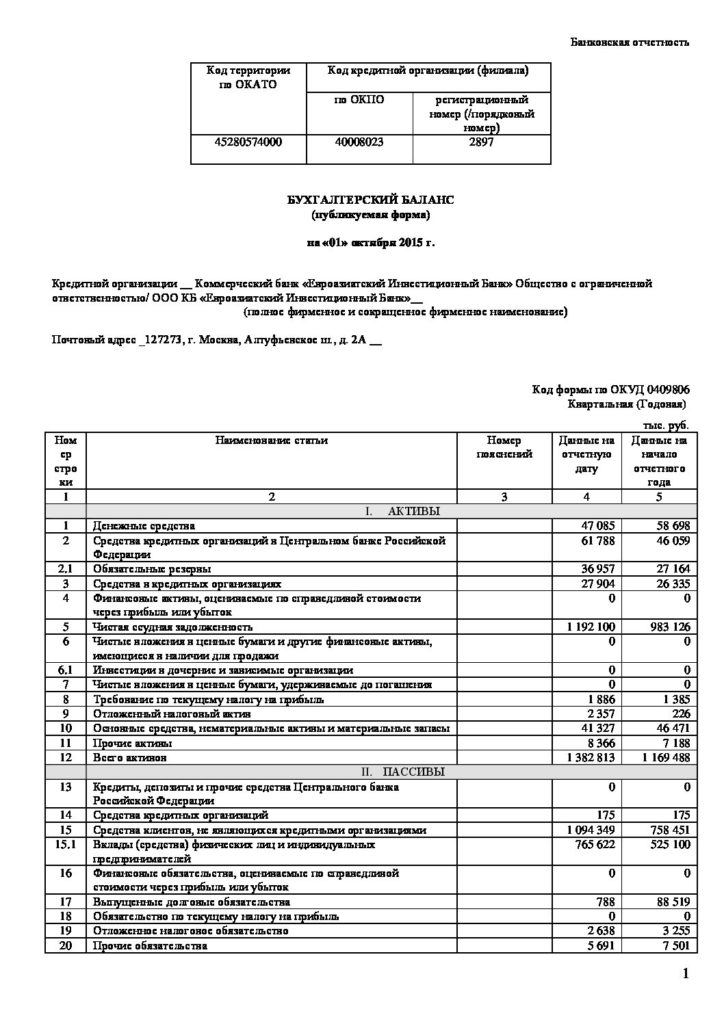 Банковская отчетность
Код территории по ОКАТО
Код кредитной организации (филиала)
по ОКПО
регистрационный номер (/порядковый номер)
45280574000 40008023 2897
БУХГАЛТЕРСКИЙ БАЛАНС
(публикуемая форма)
на «01» октября 2015 г.
Кредитной организации __ Коммерческий банк «Евроазиатский Инвестиционный Банк» Общество с ограниченной
ответственностью/ ООО КБ «Евроазиатский Инвестиционный Банк»__
(полное фирменное и сокращенное фирменное наименование)
Почтовый адрес _127273, г. Москва, Алтуфьевское ш., д. 2А __
Код формы по ОКУД 0409806
Квартальная (Годовая)
тыс. руб.
Номер строки
Наименование статьи
Номер пояснений
Данные на отчетную дату
Данные на начало отчетного года
1 2 3 4 5
I. АКТИВЫ
1 Денежные средства 47 085 58 698
2 Средства кредитных организаций в Центральном банке Российской 61 788 46 059
Федерации
2.1 Обязательные резервы 36 957 27 164
3 Средства в кредитных организациях 27 904 26 335
4 Финансовые активы, оцениваемые по справедливой стоимости 0 0
через прибыль или убыток
5 Чистая ссудная задолженность 1 192 100 983 126
6 Чистые вложения в ценные бумаги и другие финансовые активы, 0 0
имеющиеся в наличии для продажи
6.1 Инвестиции в дочерние и зависимые организации 0 0
7 Чистые вложения в ценные бумаги, удерживаемые до погашения 0 0
8 Требование по текущему налогу на прибыль 1 886 1 385
9 Отложенный налоговый актив 2 357 226
10 Основные средства, нематериальные активы и материальные запасы 41 327 46 471
11 Прочие активы 8 366 7 188
12 Всего активов 1 382 813 1 169 488
II. ПАССИВЫ
13 Кредиты, депозиты и прочие средства Центрального банка 0 0
Российской Федерации
14 Средства кредитных организаций 175 175
15 Средства клиентов, не являющихся кредитными организациями 1 094 349 758 451
15.1 Вклады (средства) физических лиц и индивидуальных 765 622 525 100
предпринимателей
16 Финансовые обязательства, оцениваемые по справедливой 0 0
стоимости через прибыль или убыток
17 Выпущенные долговые обязательства 788 88 519
18 Обязательство по текущему налогу на прибыль 0 0
19 Отложенное налоговое обязательство 2 638 3 255
20 Прочие обязательства 5 691 7 501
1